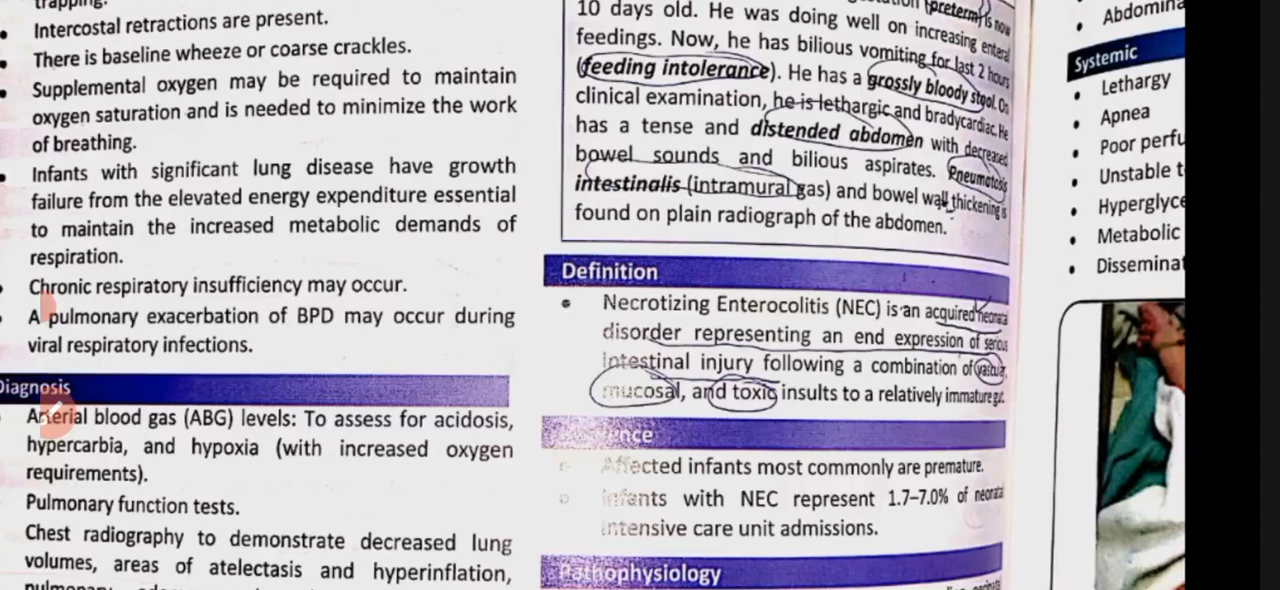 trapping.
• Intercostal retractions are present.
• There is baseline wheeze or coarse crackles.
• Supplemental oxygen may be required to maintain
oxygen saturation and is needed to minimize the work
of breathing.
• Infants with significant lung disease have growth
failure from the elevated energy expenditure essential
to maintain the increased metabolic demands of
respiration.
Chronic respiratory insufficiency may occur.
A pulmonary exacerbation of BPD may occur during
viral respiratory infections.
Diagnosis
Arterial blood gas (ABG) levels: To assess for acidosis,
hypercarbia, and hypoxia (with increased oxygen
requirements).
Pulmonary function tests.
Chest radiography to demonstrate decreased lung
volumes, areas of atelectasis and hyperinflation,
(preterm) is now
10 days old. He was doing well on increasing enteral
feedings. Now, he has bilious vomiting for last 2 hours
(feeding intolerance). He has a grossly bloody stool. On
clinical examination, he is lethargic and bradycardiac. He
has a tense and distended abdomen with decreased
bowel sounds and bilious aspirates. Pneumatosis
intestinalis (intramural gas) and bowel wall thickening is
found on plain radiograph of the abdomen.
Definition
• Necrotizing Enterocolitis (NEC) is an acquired neonatal
disorder representing an end expression of serious
intestinal injury following a combination of vascular,
mucosal, and toxic insults to a relatively immature gut.
nce
Affected infants most commonly are premature.
Infants with NEC represent 1.7–7.0% of neonatal
intensive care unit admissions.
Pathophysiology
• Abdomina
Systemic
• Lethargy
• Apnea
• Poor perfu
• Unstable t
• Hyperglyce
• Metabolic
• Disseminat